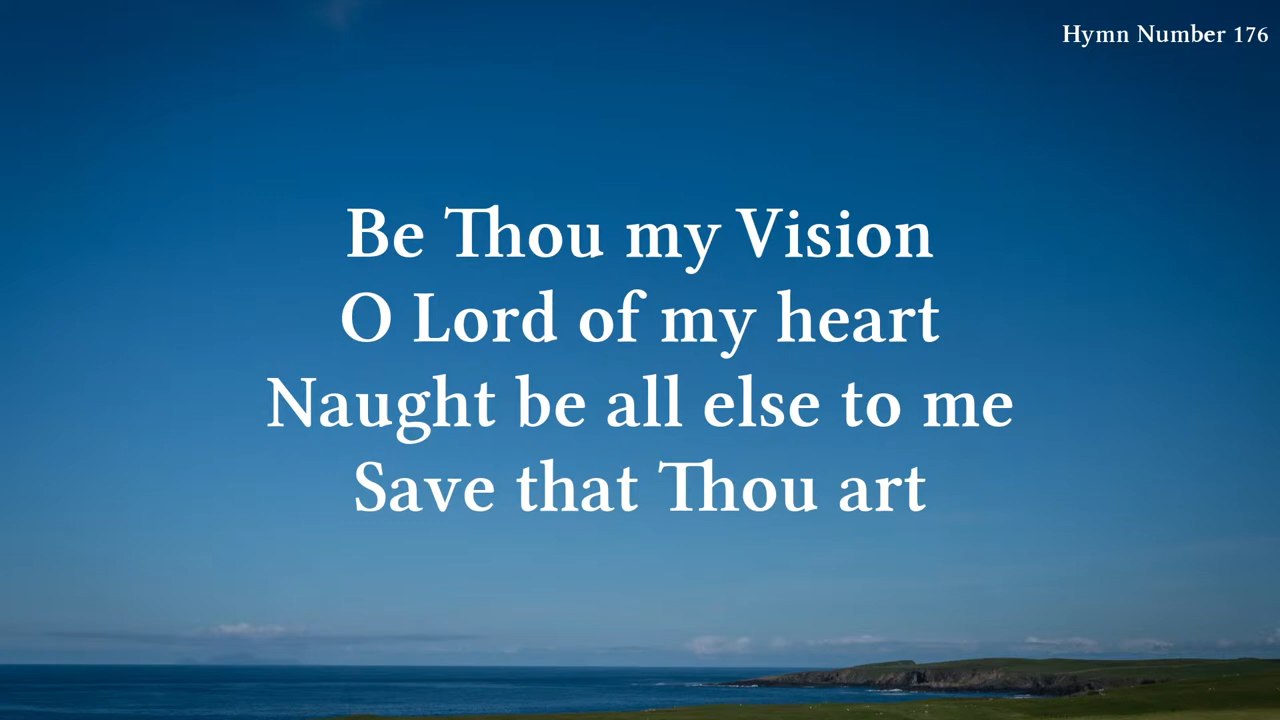 Hymn Number 176
Be Thou my Vision
O Lord of my heart
Naught be all else to me
Save that Thou art